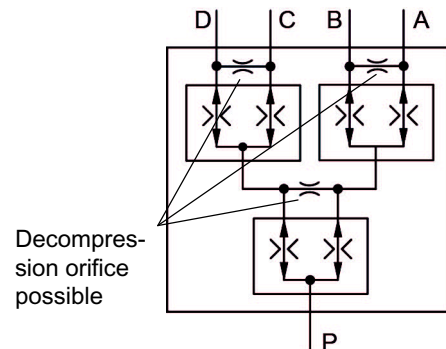 D C B A
Decompres-
sion orifice
possible
P